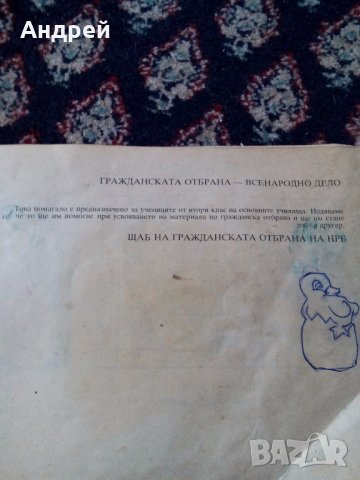 Андрей
ГРАЖДАНСКАТА ОТБРАНА — ВСЕНАРОДНО ДЕЛО
Това помагало е предназначено за учениците от втори клас на основните училища. Надяваме
се, че то ще им помогне при усвояването на материала по гражданска отбрана и ще им стане
добър другар.
ЩАБ НА ГРАЖДАНСКАТА ОТБРАНА НА НРБ
BAZAR